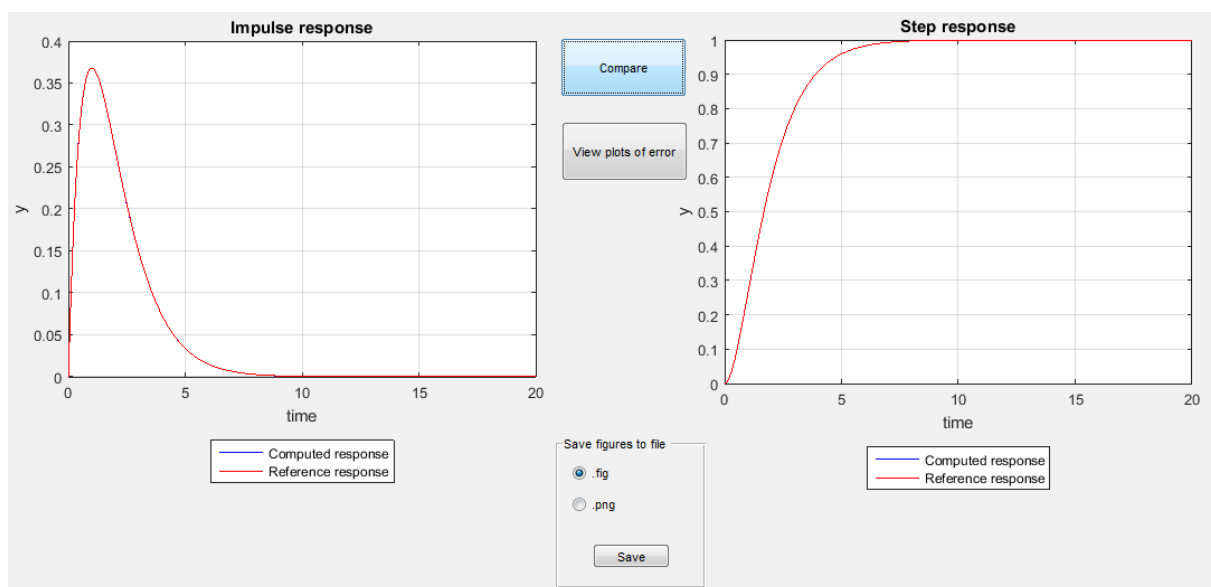 Impulse response
0.4
0.35
0.3
0.25
0.2
0.15
0.1
0.05
0
y
0 5 10 15 20
time
Computed response
Reference response
Compare
View plots of error
Save figures to file
.fig
.png
Save
Step response
1
0.9
0.8
0.7
0.6
0.5
0.4
0.3
0.2
0.1
0
y
0 5 10 15 20
time
Computed response
Reference response